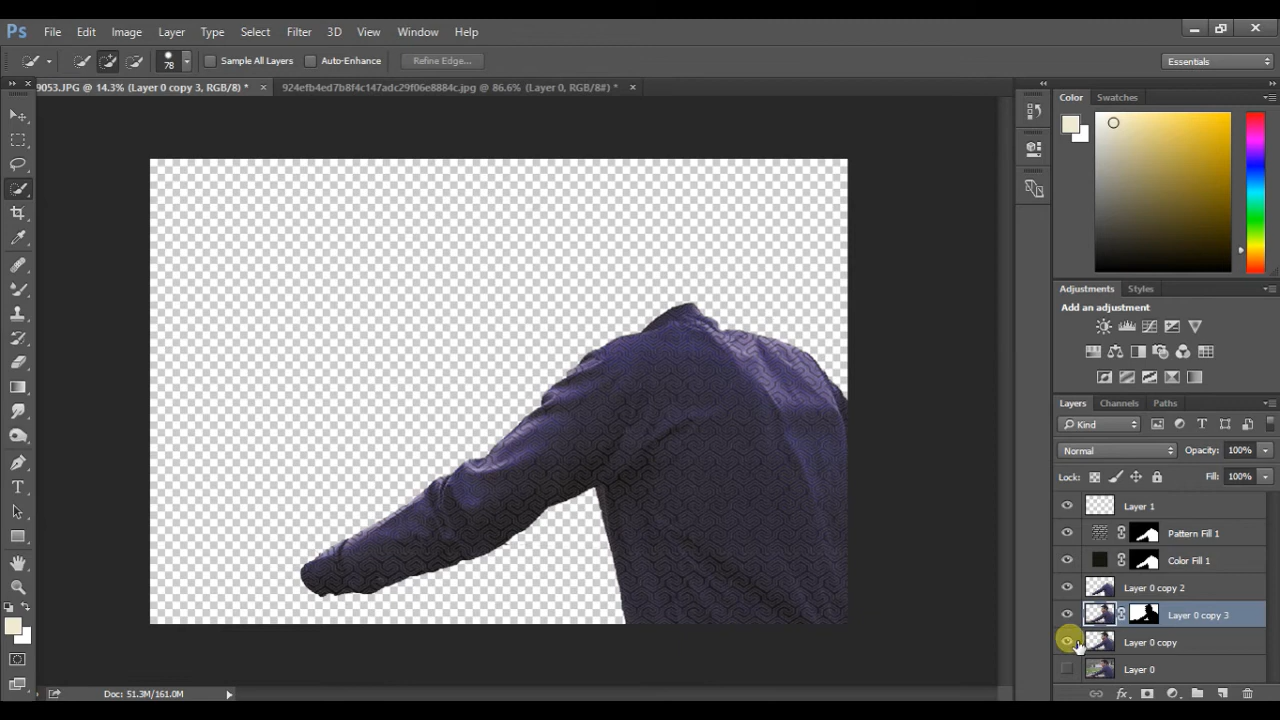 Ps File Edit Image Layer Type Select Filter 3D View Window Help
78 Sample All Layers Auto-Enhance Refine Edge... Essentials
9053.JPG @ 14.3% (Layer 0 copy 3, RGB/8) * × 924efb4ed7b8f4c147adc29f06e8884c.jpg @ 86.6% (Layer 0, RGB/8#) * ×
Color Swatches
Adjustments Styles
Add an adjustment
Layers Channels Paths
Kind
Normal Opacity: 100%
Lock: Fill: 100%
Layer 1
Pattern Fill 1
Color Fill 1
Layer 0 copy 2
Layer 0 copy 3
Layer 0 copy
Layer 0
Doc: 51.3M/161.0M
fx